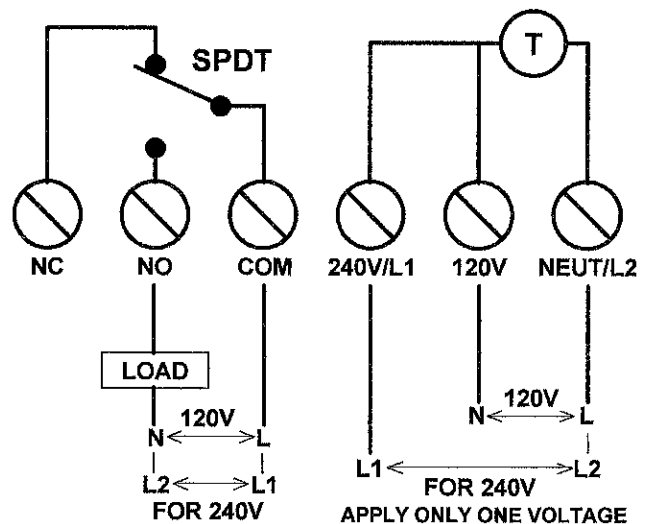 SPDT T
NC NO COM 240V/L1 120V NEUT/L2
LOAD
120V
N L
L2 L1
FOR 240V
120V
N L
L1 L2
FOR 240V
APPLY ONLY ONE VOLTAGE